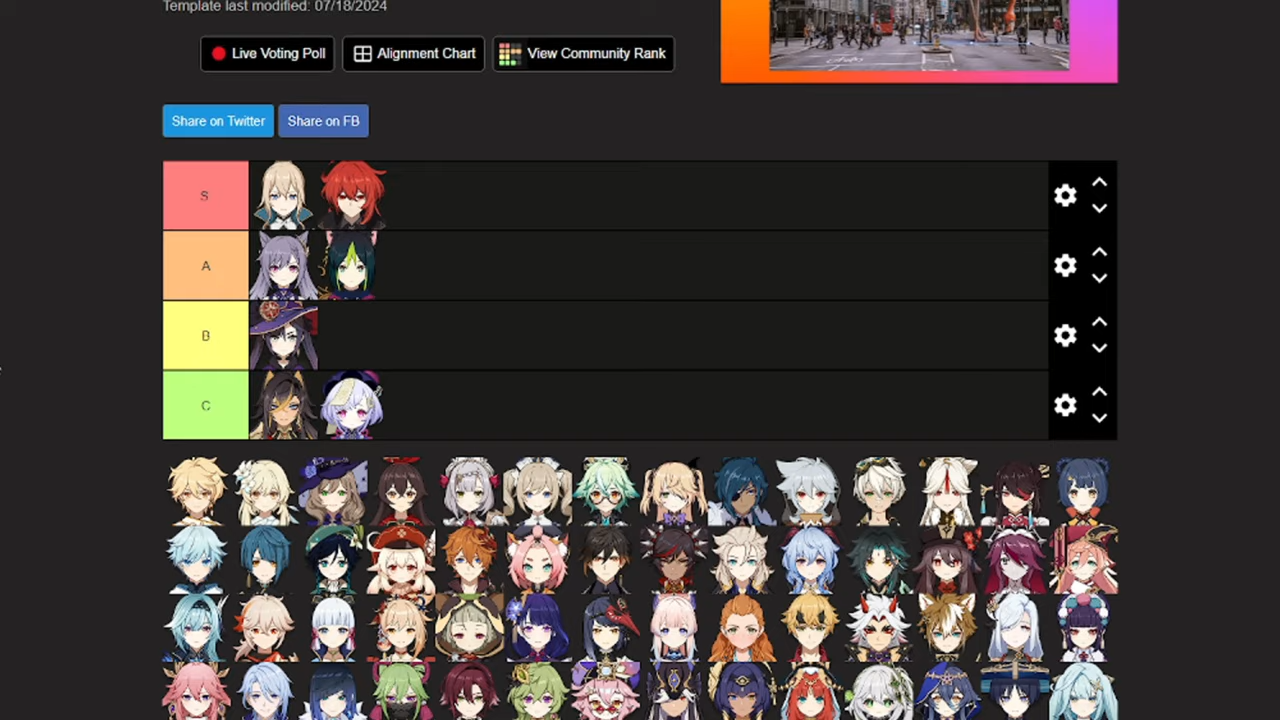 Template last modified: 07/18/2024
Live Voting Poll
Alignment Chart
View Community Rank
Share on Twitter
Share on FB
S
A
B
C